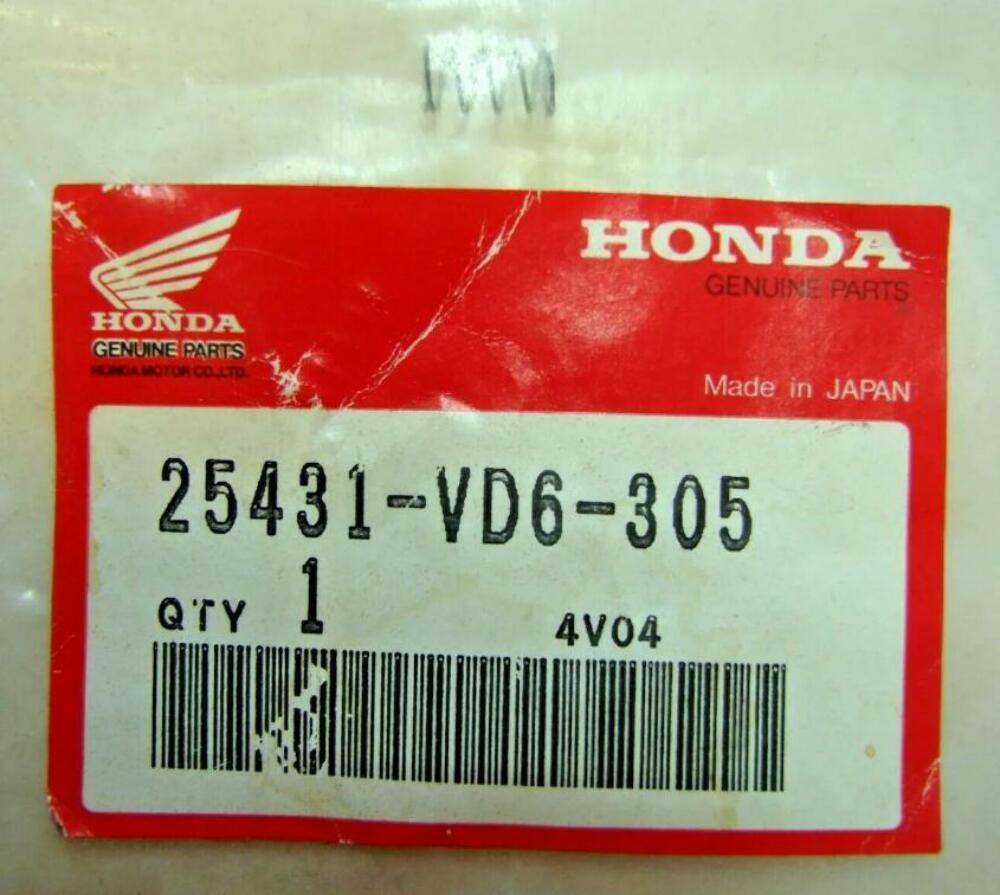 HONDA
GENUINE PARTS
HONDA MOTOR CO.,LTD.
HONDA
GENUINE PARTS
Made in JAPAN
25431-VD6-305
QTY 1 4V04